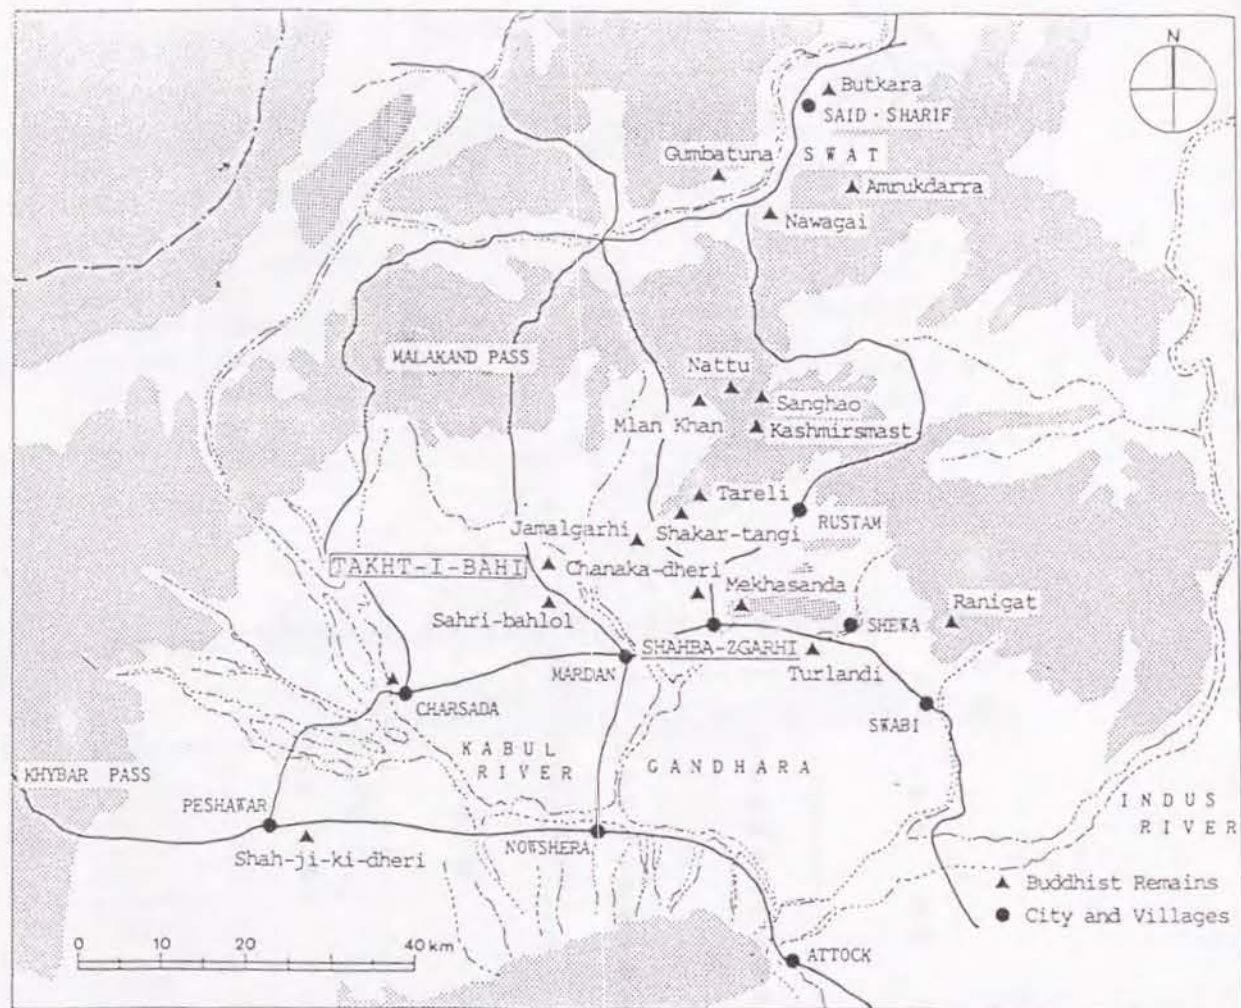 N
Butkara
SAID·SHARIF
Gumbatuna
SWAT
Amrukdarra
Nawagai
MALAKAND PASS
Nattu
Sanghao
Mlan Khan
Kashmirsmast
Tareli
RUSTAM
Jamalgarhi
Shakar-tangi
TAKHT-I-BAHI
Chanaka-dheri
Mekhasanda
Ranigat
Sahri-bahlol
SHEWA
SHAHBA-ZGARHI
MARDAN
Turlandi
CHARSADA
SWABI
KABUL
RIVER
GANDHARA
KHYBAR PASS
PESHAWAR
INDUS
RIVER
NOWSHERA
Shah-ji-ki-dheri
Buddhist Remains
City and Villages
0 10 20 40 km
ATTOCK